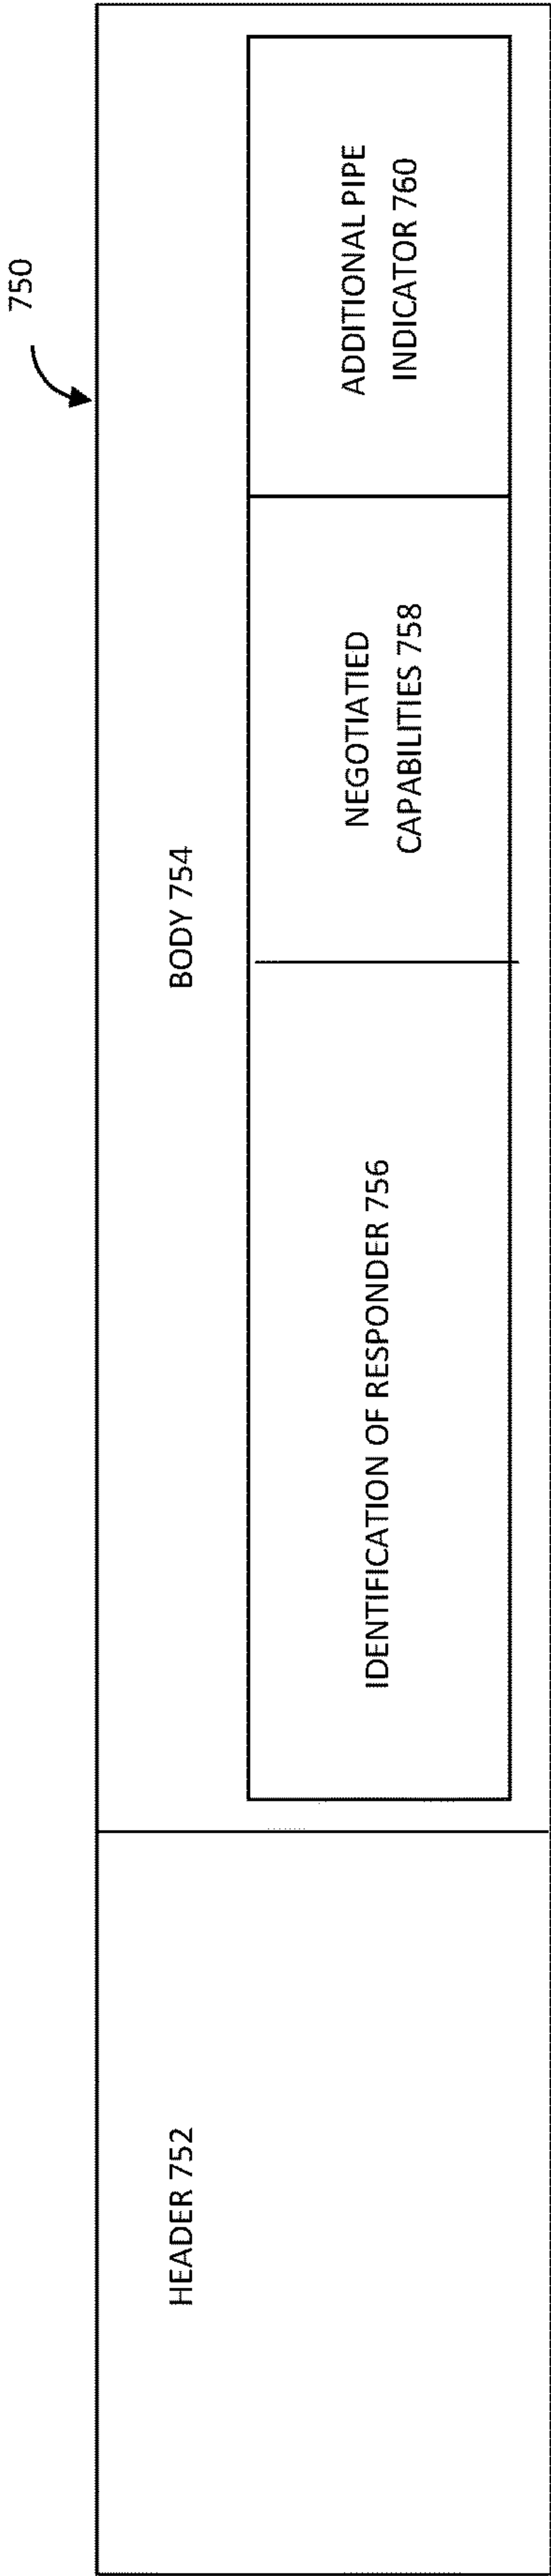 750
HEADER 752
BODY 754
IDENTIFICATION OF RESPONDER 756
NEGOTIATIED
CAPABILITIES 758
ADDITIONAL PIPE
INDICATOR 760